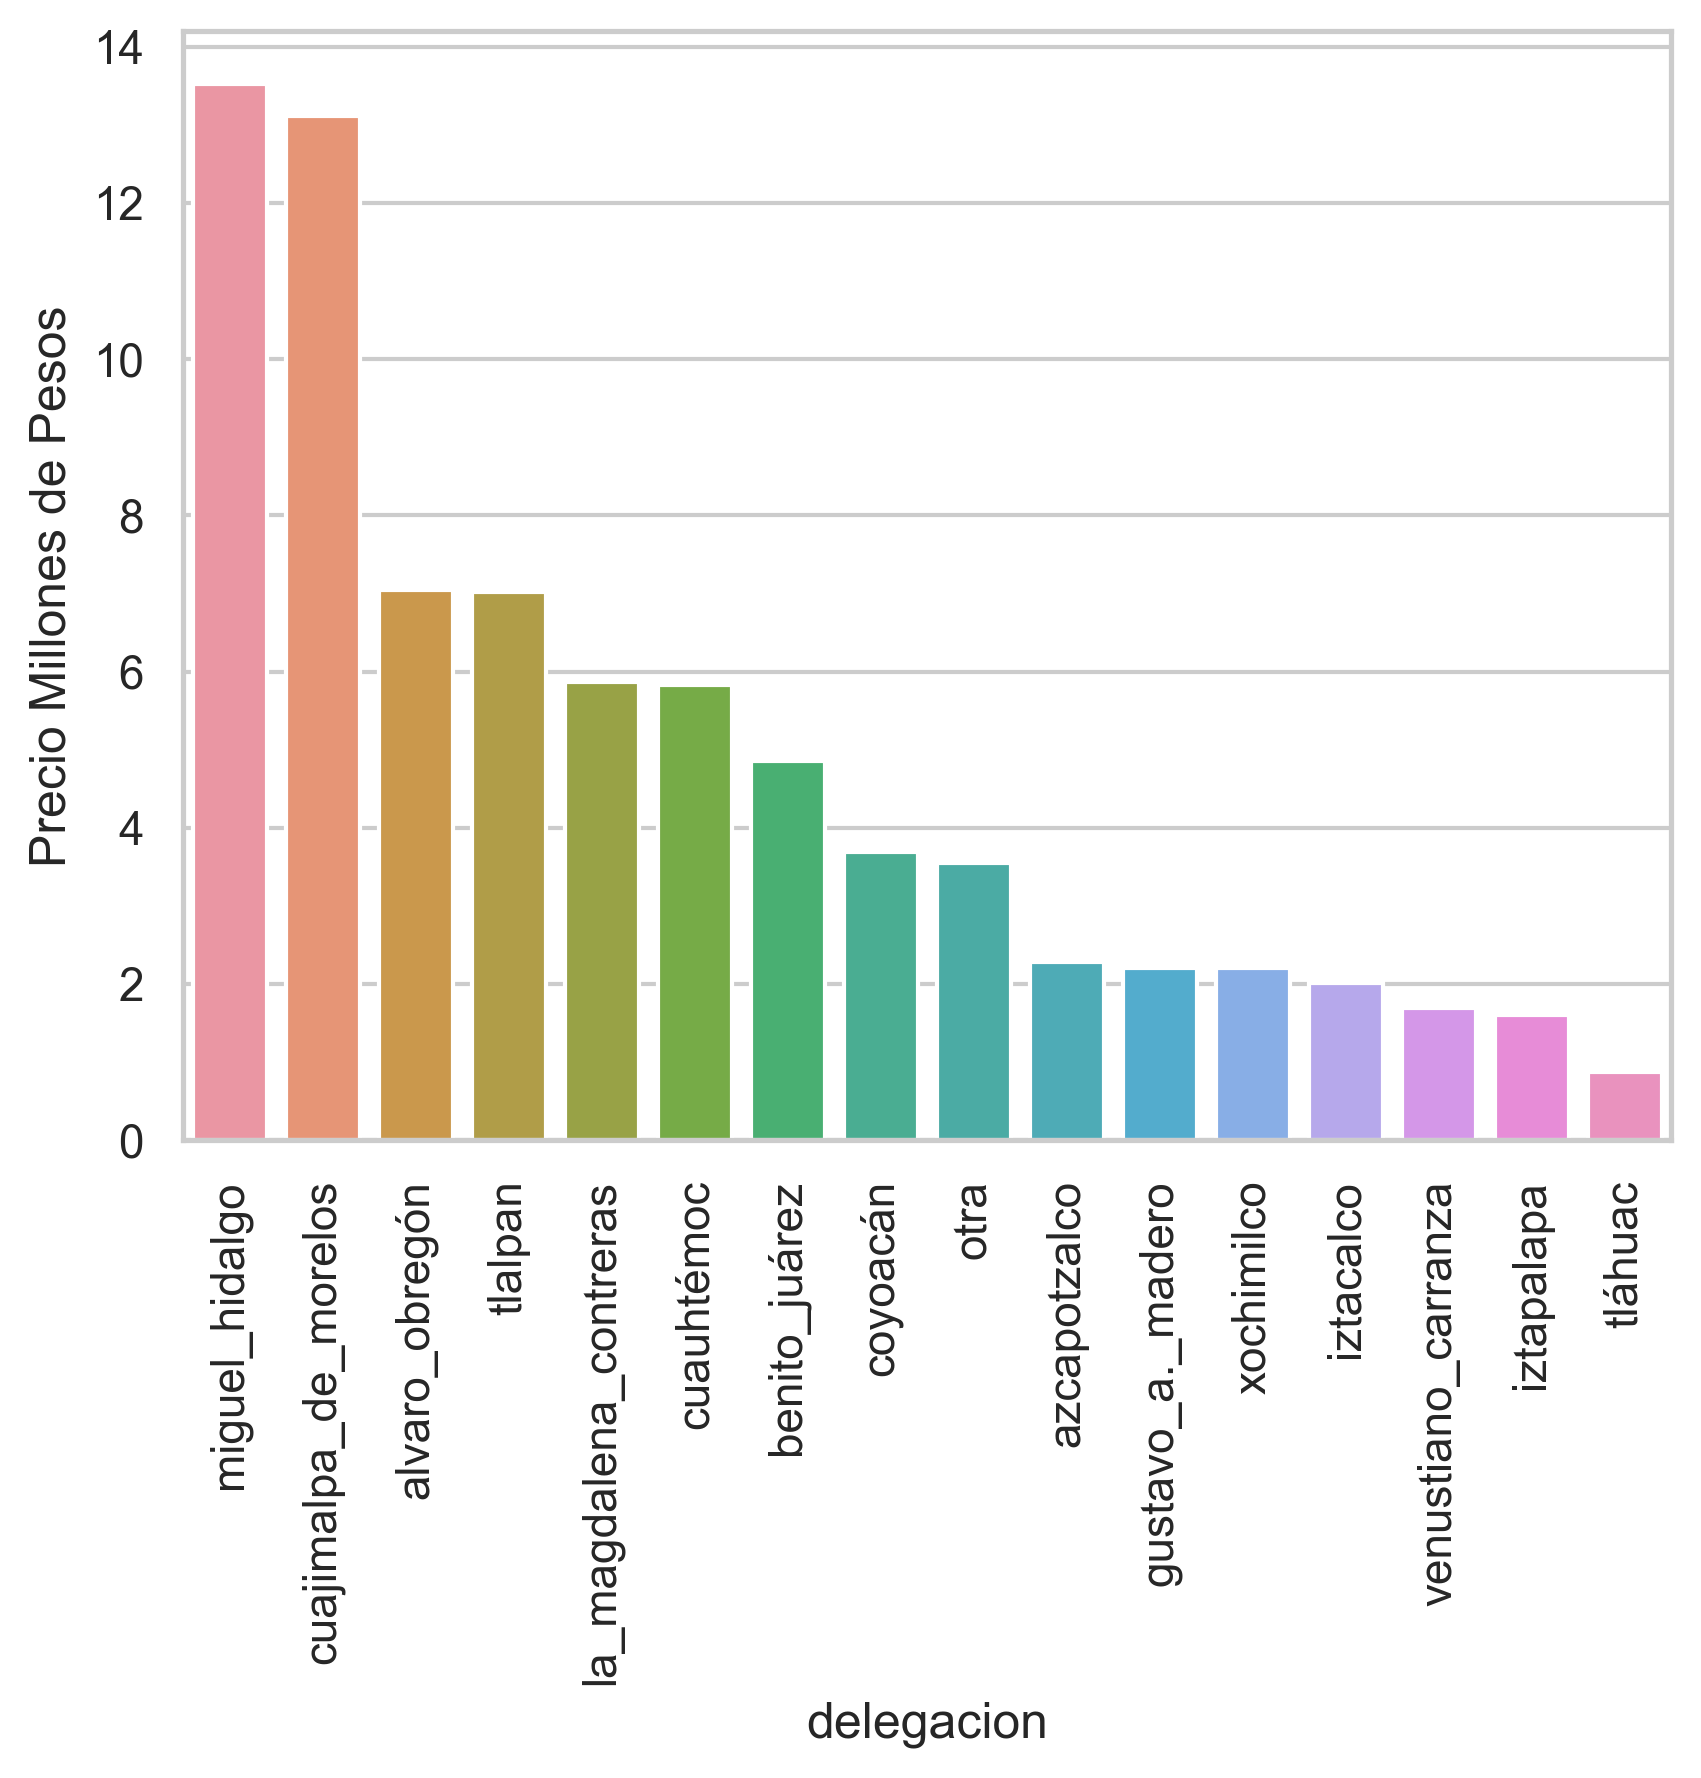 14
12
10
8
6
4
2
0
Precio Millones de Pesos
miguel_hidalgo
cuajimalpa_de_morelos
alvaro_obregón
tlalpan
la_magdalena_contreras
cuauhtémoc
benito_juárez
coyoacán
otra
azcapotzalco
gustavo_a._madero
xochimilco
iztacalco
venustiano_carranza
iztapalapa
tláhuac
delegacion